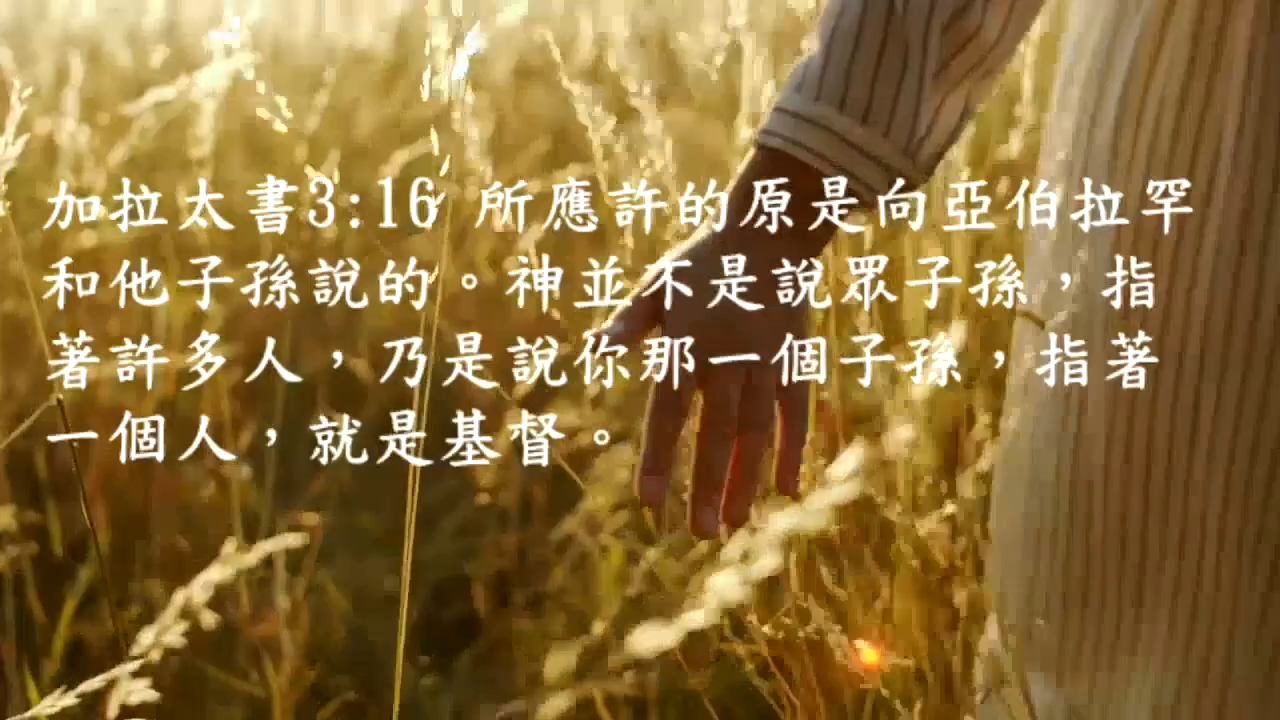 加拉太書3:16 所應許的原是向亞伯拉罕
和他子孫說的。神並不是說眾子孫，指
著許多人，乃是說你那一個子孫，指著
一個人，就是基督。